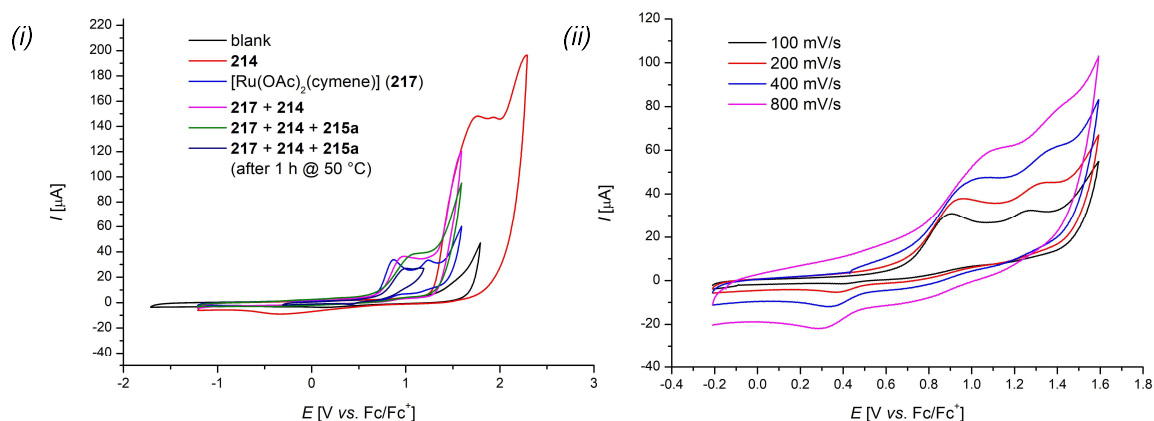 (i)
220
200
180
160
140
120
100
80
60
40
20
0
-20
-40
I [µA]
blank
214
[Ru(OAc)₂(cymene)] (217)
217 + 214
217 + 214 + 215a
217 + 214 + 215a
(after 1 h @ 50 °C)
-2 -1 0 1 2 3
E [V vs. Fc/Fc⁺]
(ii)
120
100
80
60
40
20
0
-20
-40
I [µA]
100 mV/s
200 mV/s
400 mV/s
800 mV/s
-0.4 -0.2 0.0 0.2 0.4 0.6 0.8 1.0 1.2 1.4 1.6 1.8
E [V vs. Fc/Fc⁺]